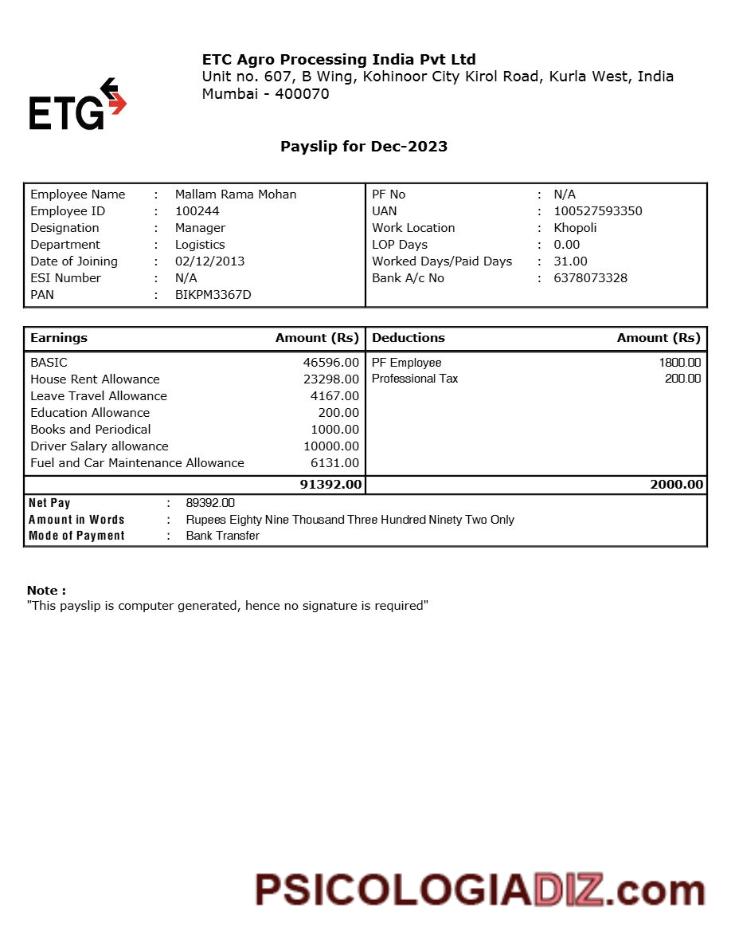 ETC Agro Processing India Pvt Ltd
Unit no. 607, B Wing, Kohinoor City Kirol Road, Kurla West, India
Mumbai - 400070
ETG
Payslip for Dec-2023
Employee Name : Mallam Rama Mohan PF No : N/A
Employee ID : 100244 UAN : 100527593350
Designation : Manager Work Location : Khopoli
Department : Logistics LOP Days : 0.00
Date of Joining : 02/12/2013 Worked Days/Paid Days : 31.00
ESI Number : N/A Bank A/c No : 6378073328
PAN : BIKPM3367D
Earnings Amount (Rs) Deductions Amount (Rs)
BASIC 46596.00 PF Employee 1800.00
House Rent Allowance 23298.00 Professional Tax 200.00
Leave Travel Allowance 4167.00
Education Allowance 200.00
Books and Periodical 1000.00
Driver Salary allowance 10000.00
Fuel and Car Maintenance Allowance 6131.00
91392.00 2000.00
Net Pay : 89392.00
Amount in Words : Rupees Eighty Nine Thousand Three Hundred Ninety Two Only
Mode of Payment : Bank Transfer
Note :
"This payslip is computer generated, hence no signature is required"
PSICOLOGIADIZ.com